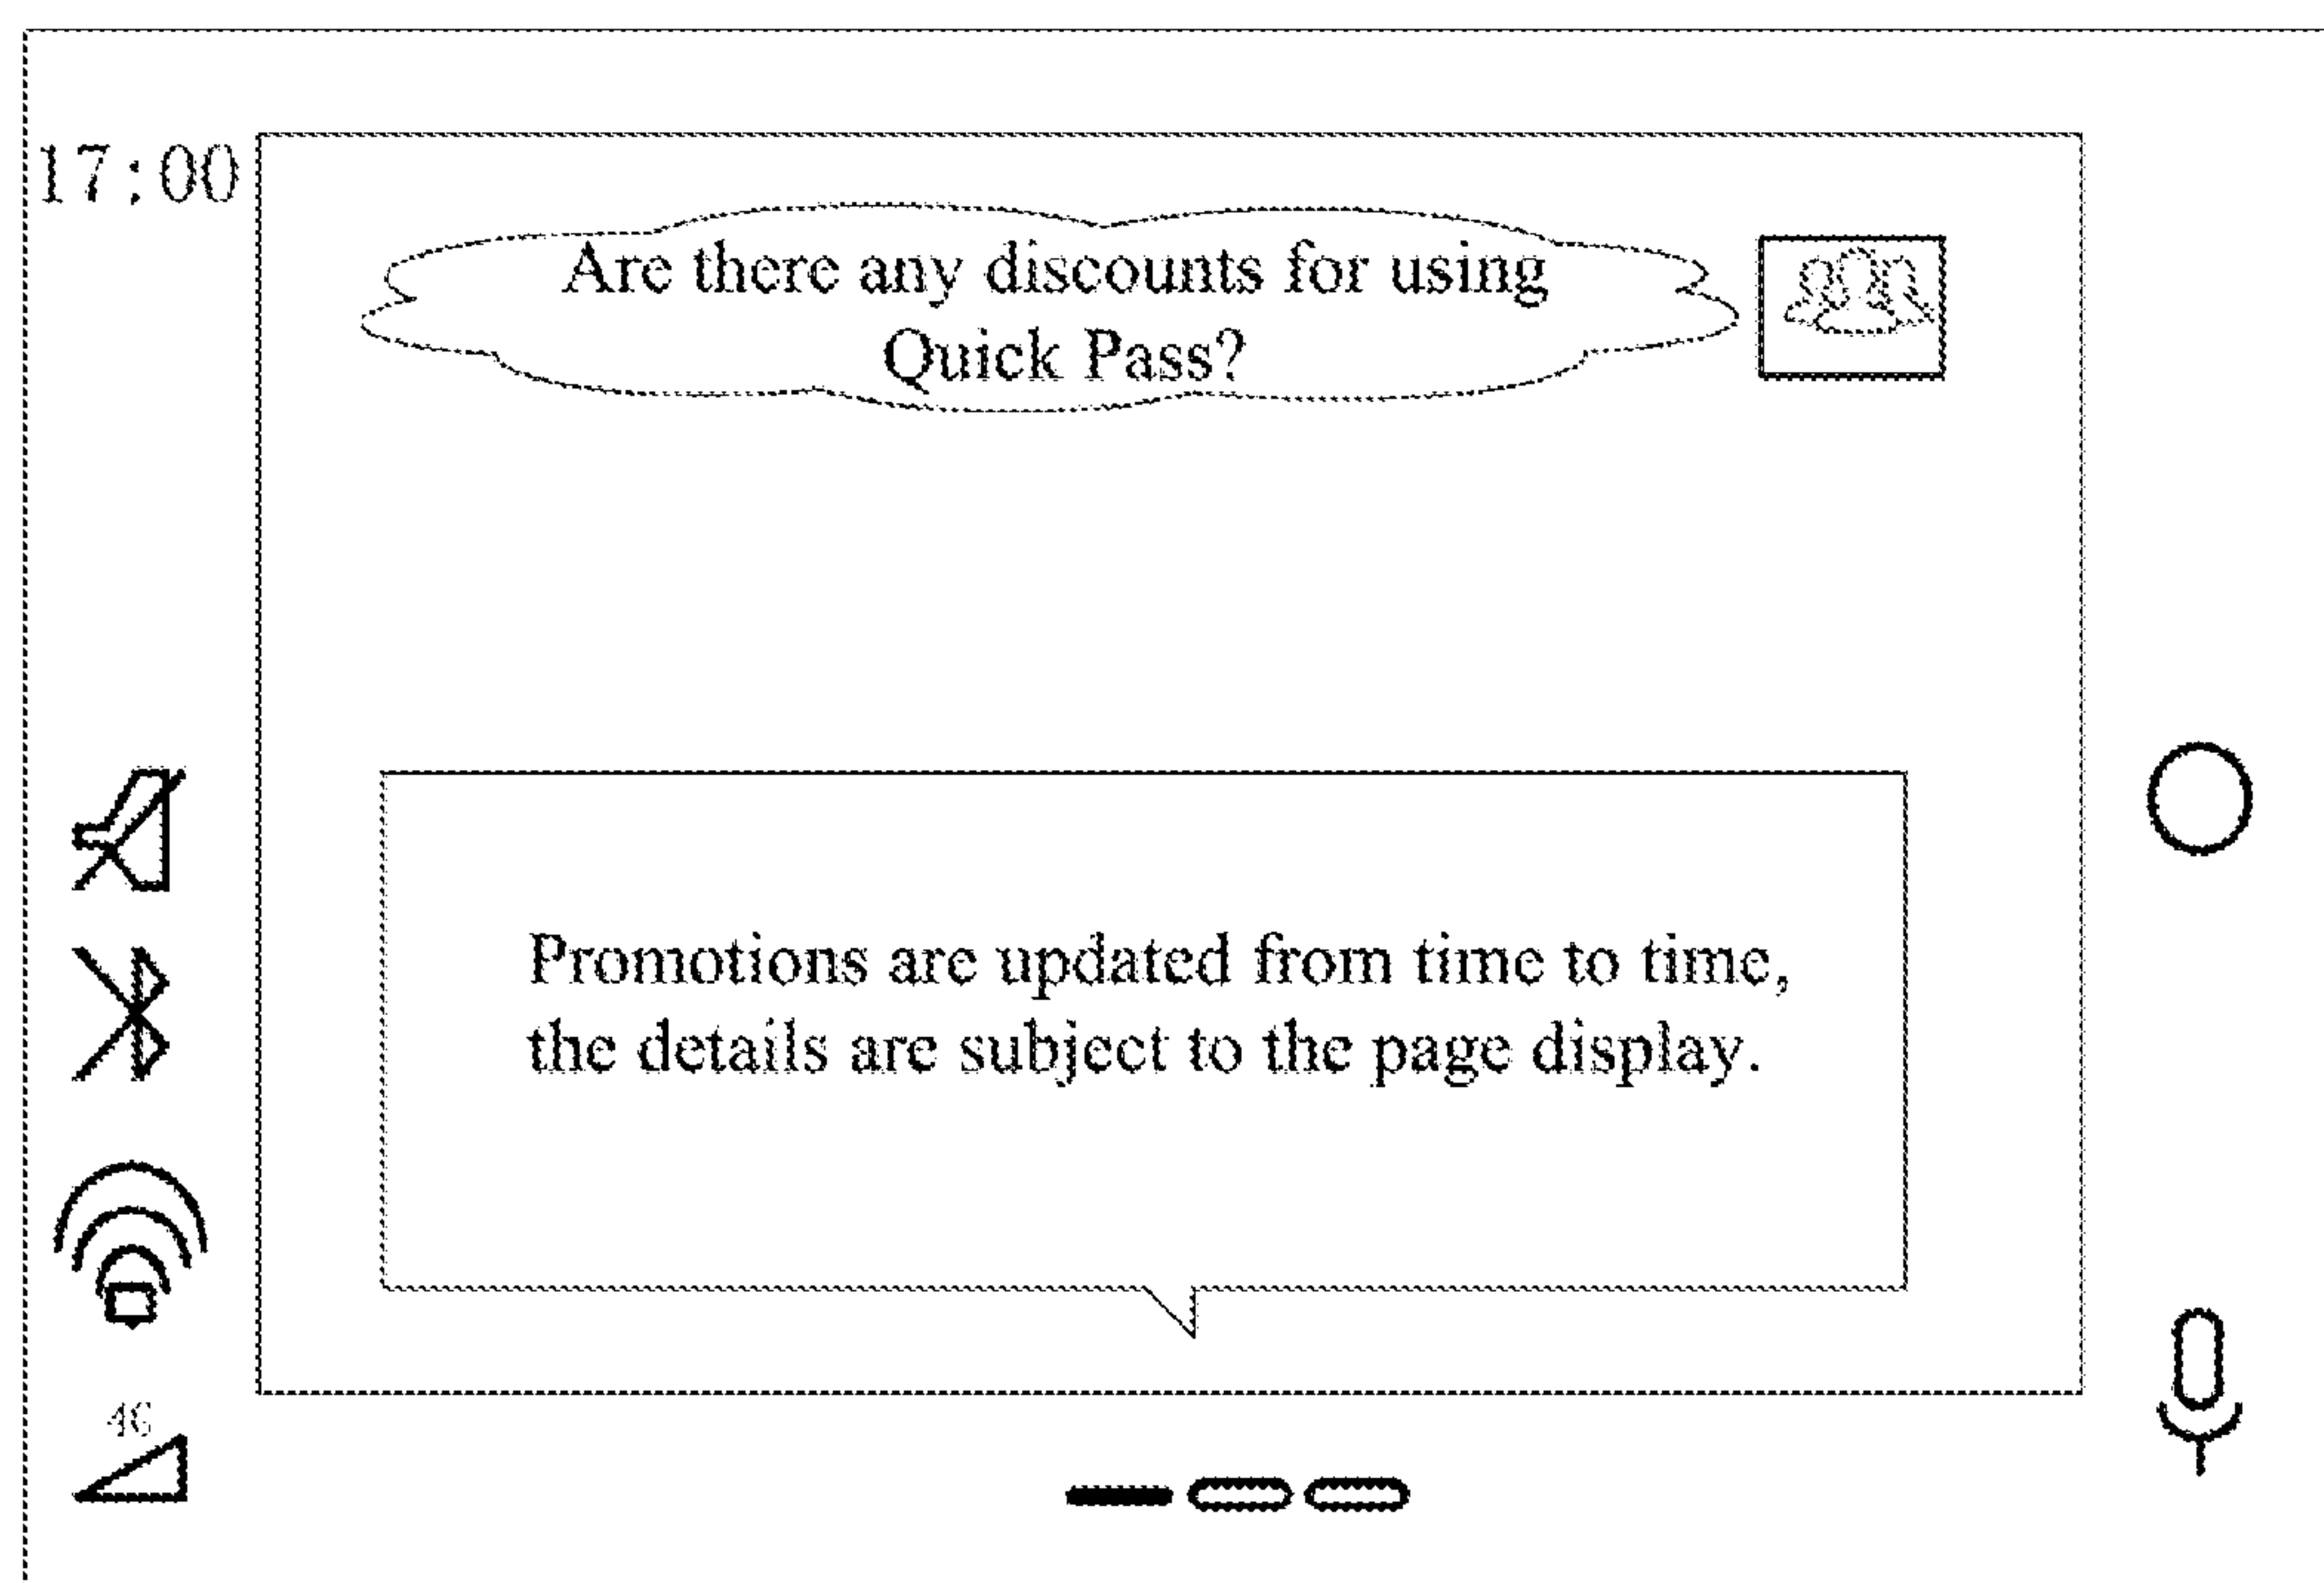 17:00
Are there any discounts for using
Quick Pass?
Promotions are updated from time to time,
the details are subject to the page display.
4G